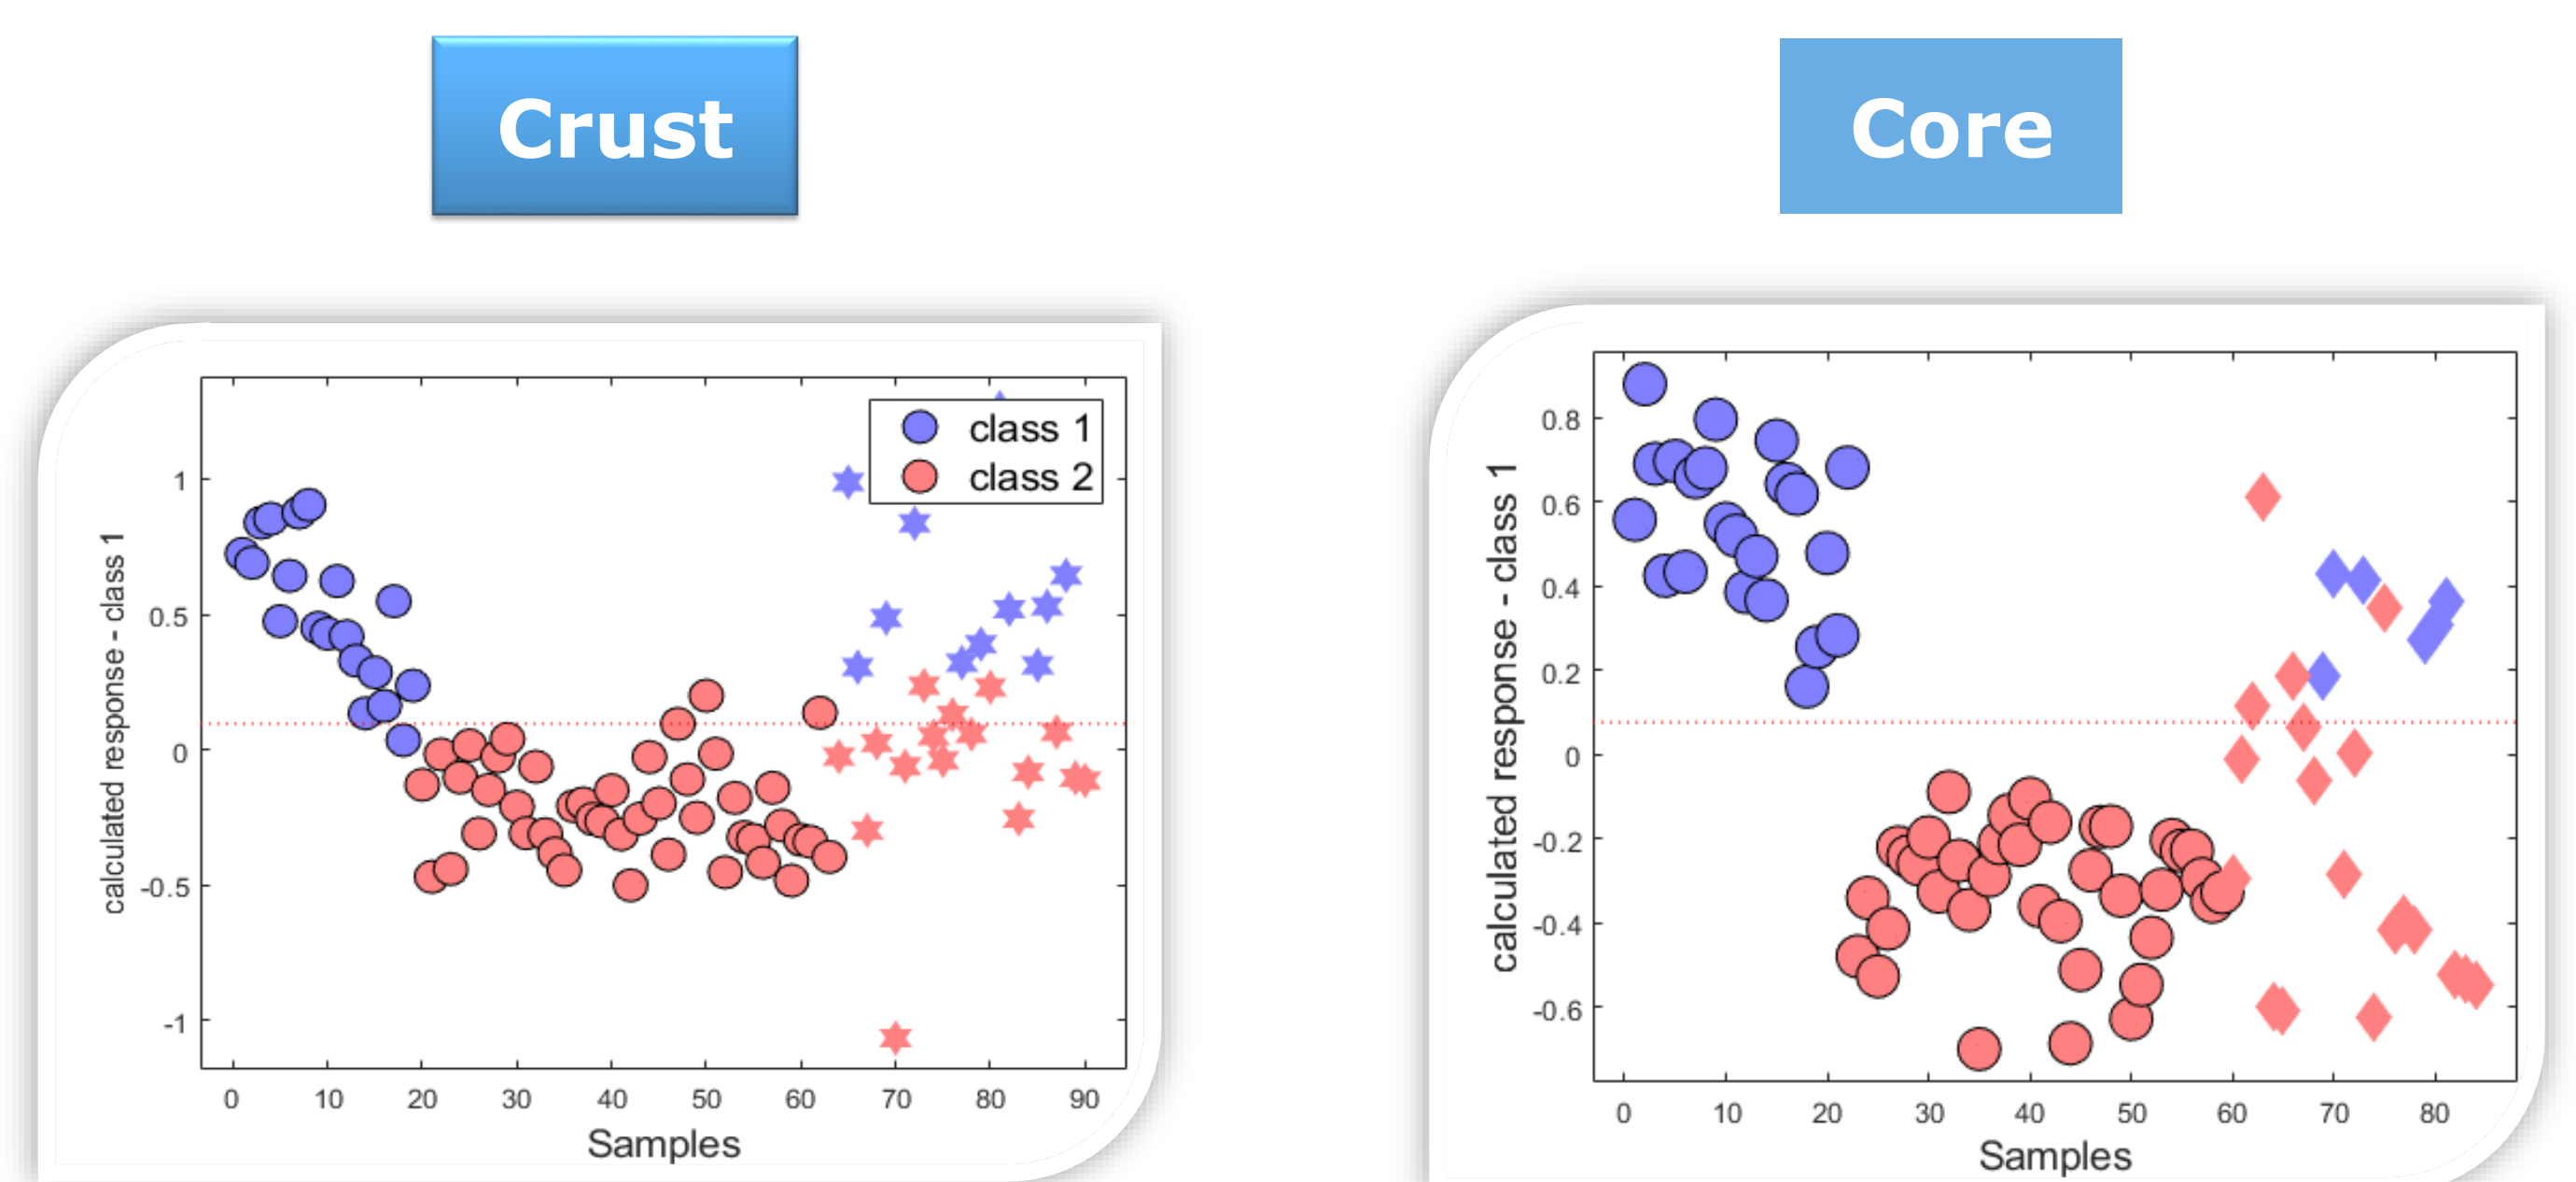 Crust
Core
class 1
class 2
1
0.5
0
-0.5
-1
calculated response - class 1
0 10 20 30 40 50 60 70 80 90
Samples
0.8
0.6
0.4
0.2
0
-0.2
-0.4
-0.6
calculated response - class 1
0 10 20 30 40 50 60 70 80
Samples